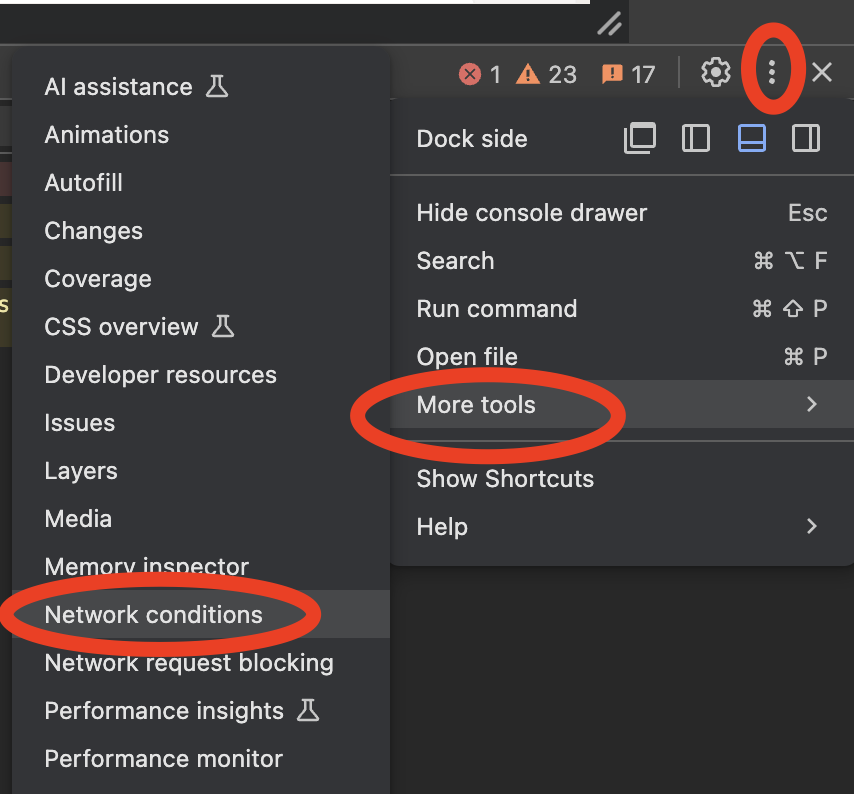 1 23 17
Dock side
Hide console drawer Esc
Search ⌘ ⌥ F
Run command ⌘ ⇧ P
Open file ⌘ P
More tools
Show Shortcuts
Help
AI assistance
Animations
Autofill
Changes
Coverage
CSS overview
Developer resources
Issues
Layers
Media
Memory inspector
Network conditions
Network request blocking
Performance insights
Performance monitor
s